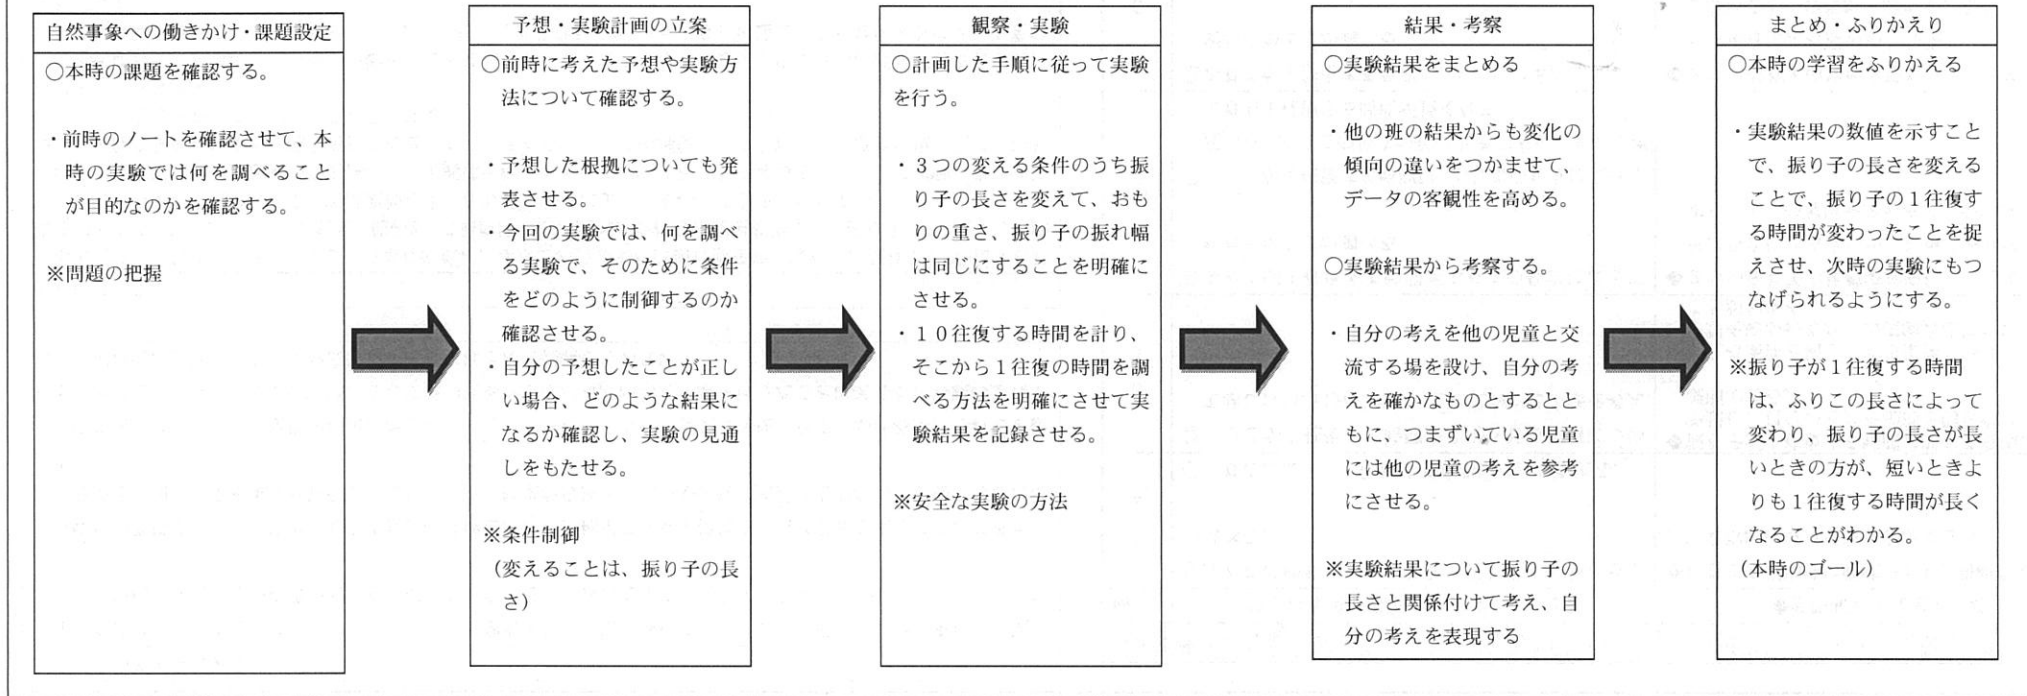 自然事象への働きかけ・課題設定
〇本時の課題を確認する。
・前時のノートを確認させて、本
時の実験では何を調べること
が目的なのかを確認する。
※問題の把握
予想・実験計画の立案
〇前時に考えた予想や実験方
法について確認する。
・予想した根拠についても発
表させる。
・今回の実験では、何を調べ
る実験で、そのために条件
をどのように制御するのか
確認させる。
・自分の予想したことが正し
い場合、どのような結果に
なるか確認し、実験の見通
しをもたせる。
※条件制御
（変えることは、振り子の長
さ）
観察・実験
〇計画した手順に従って実験
を行う。
・３つの変える条件のうち振
り子の長さを変えて、おも
りの重さ、振り子の振れ幅
は同じにすることを明確に
させる。
・１０往復する時間を計り、
そこから１往復の時間を調
べる方法を明確にさせて実
験結果を記録させる。
※安全な実験の方法
結果・考察
〇実験結果をまとめる
・他の班の結果からも変化の
傾向の違いをつかませて、
データの客観性を高める。
〇実験結果から考察する。
・自分の考えを他の児童と交
流する場を設け、自分の考
えを確かなものとするとと
もに、つまずいている児童
には他の児童の考えを参考
にさせる。
※実験結果について振り子の
長さと関係付けて考え、自
分の考えを表現する
まとめ・ふりかえり
〇本時の学習をふりかえる
・実験結果の数値を示すこと
で、振り子の長さを変える
ことで、振り子の１往復す
る時間が変わったことを捉
えさせ、次時の実験にもつ
なげられるようにする。
※振り子が１往復する時間
は、ふりこの長さによって
変わり、振り子の長さが長
いときの方が、短いときよ
りも１往復する時間が長く
なることがわかる。
（本時のゴール）